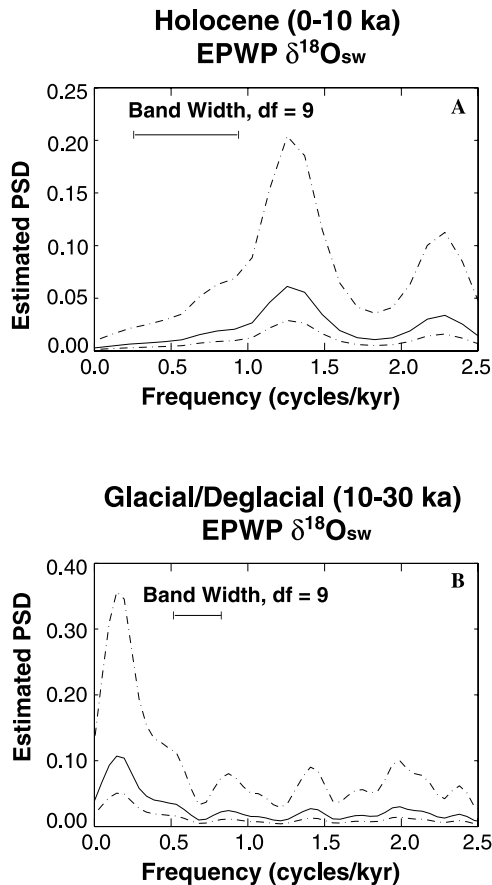 Holocene (0-10 ka)
EPWP δ¹⁸Osw
0.25
0.20
0.15
0.10
0.05
0.00
Band Width, df = 9
A
Estimated PSD
0.0 0.5 1.0 1.5 2.0 2.5
Frequency (cycles/kyr)
Glacial/Deglacial (10-30 ka)
EPWP δ¹⁸Osw
0.40
0.30
0.20
0.10
0.00
Band Width, df = 9
B
Estimated PSD
0.0 0.5 1.0 1.5 2.0 2.5
Frequency (cycles/kyr)